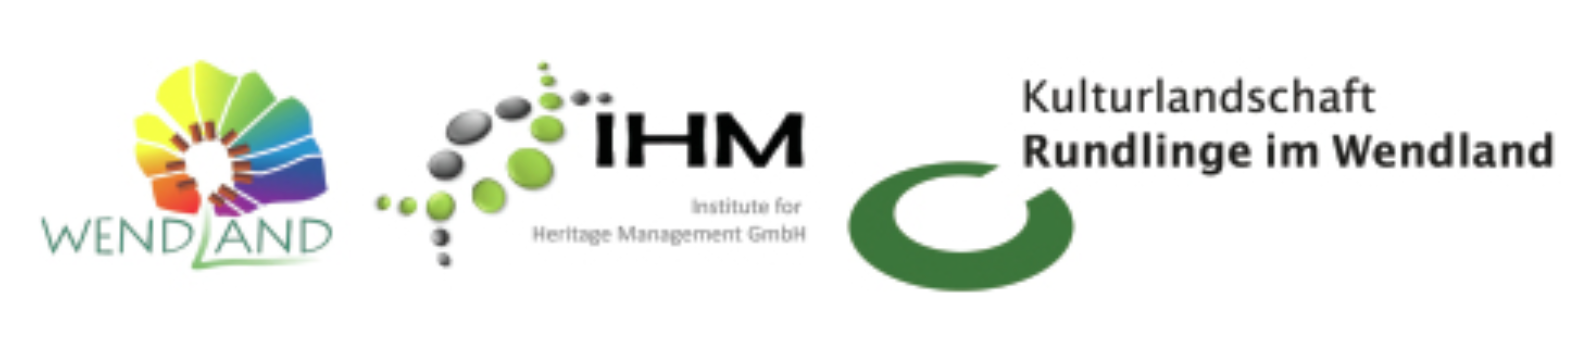 WENDLAND
IHM
Institute for
Heritage Management GmbH
Kulturlandschaft
Rundlinge im Wendland